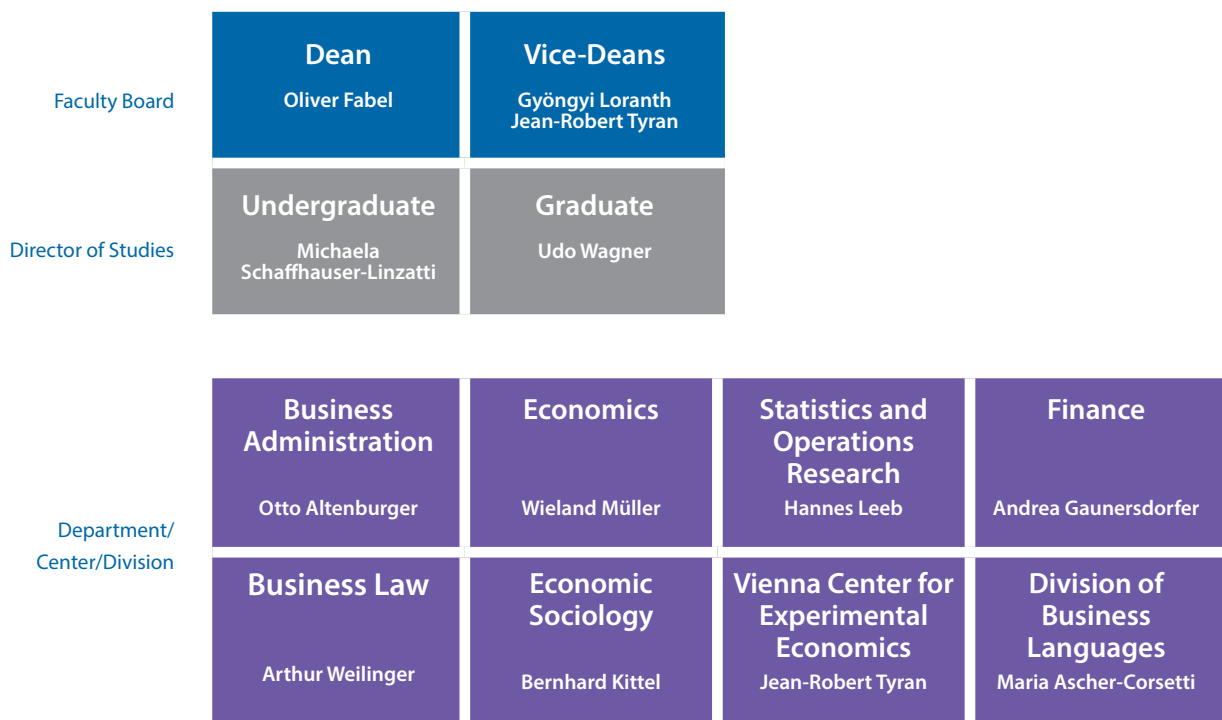 Faculty Board
Dean
Oliver Fabel
Vice-Deans
Gyöngyi Loranth
Jean-Robert Tyran
Director of Studies
Undergraduate
Michaela
Schaffhauser-Linzatti
Graduate
Udo Wagner
Department/
Center/Division
Business
Administration
Otto Altenburger
Economics
Wieland Müller
Statistics and
Operations
Research
Hannes Leeb
Finance
Andrea Gaunersdorfer
Business Law
Arthur Weilinger
Economic
Sociology
Bernhard Kittel
Vienna Center for
Experimental
Economics
Jean-Robert Tyran
Division of
Business
Languages
Maria Ascher-Corsetti